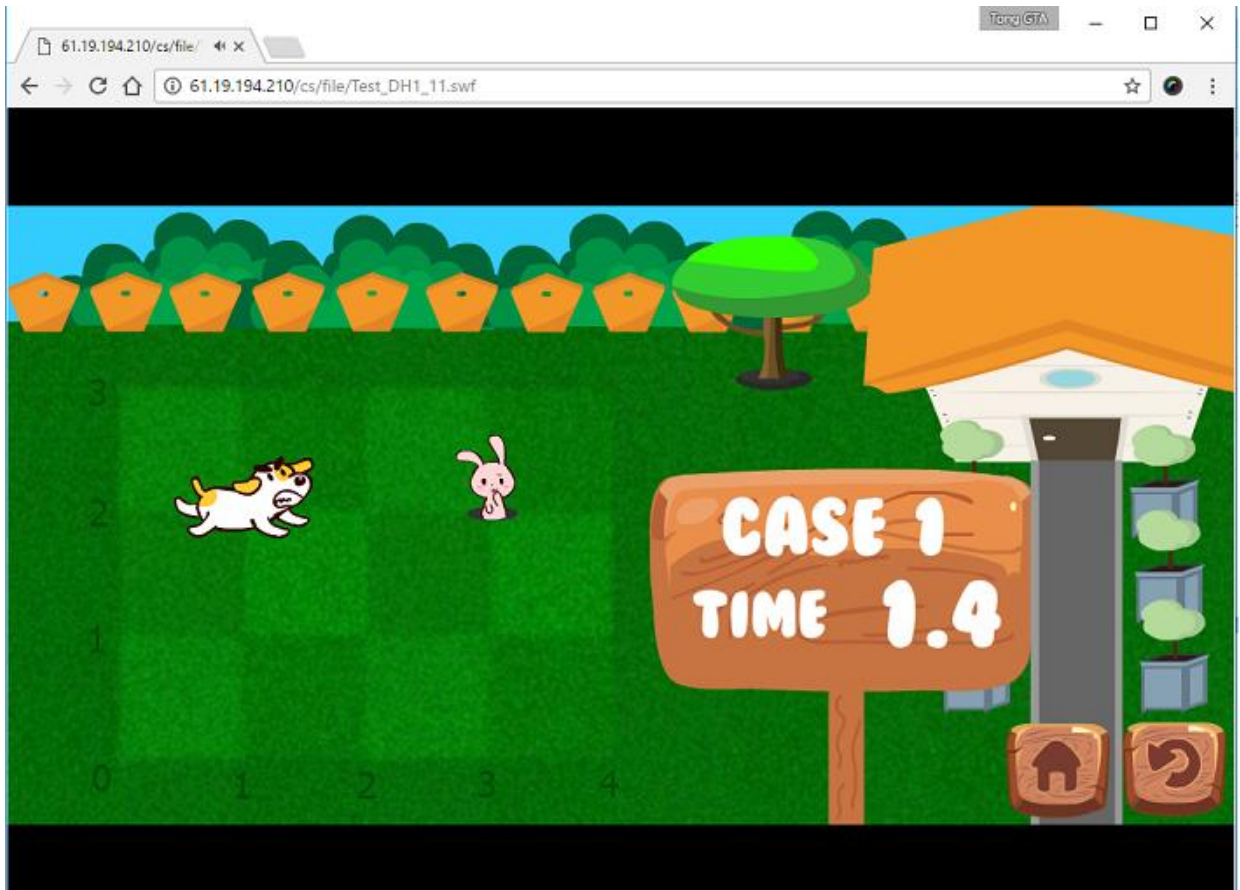 Tong GTA
61.19.194.210/cs/file/
61.19.194.210/cs/file/Test_DH1_11.swf
3
2
1
0 1 2 3 4
CASE 1
TIME 1.4